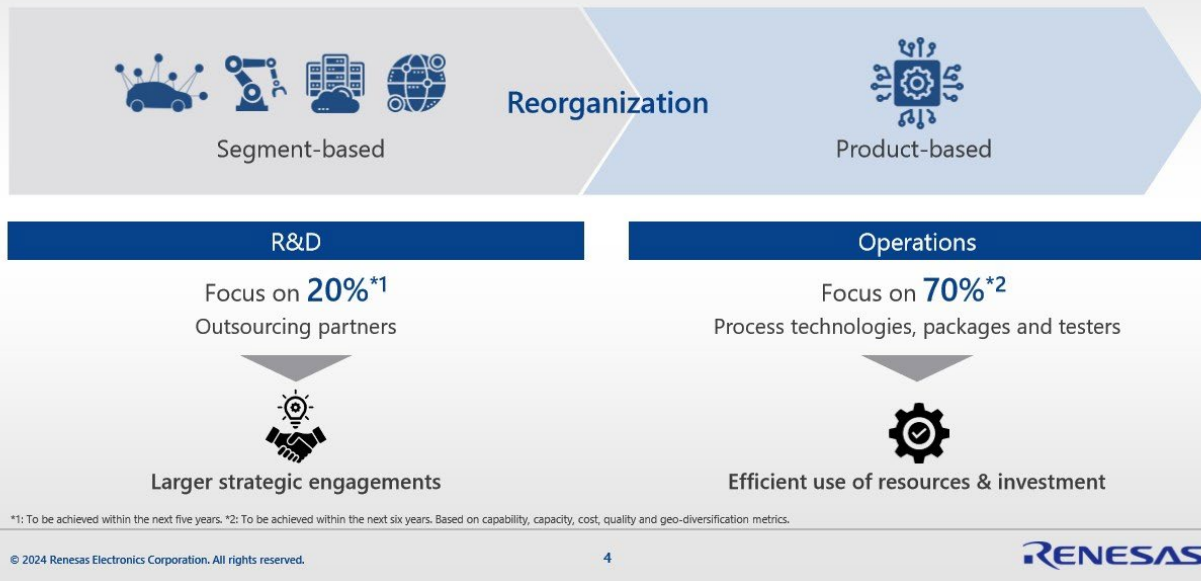 Reorganization
Segment-based
Product-based
R&D
Focus on 20%*1
Outsourcing partners
Larger strategic engagements
Operations
Focus on 70%*2
Process technologies, packages and testers
Efficient use of resources & investment
*1: To be achieved within the next five years. *2: To be achieved within the next six years. Based on capability, capacity, cost, quality and geo-diversification metrics.
© 2024 Renesas Electronics Corporation. All rights reserved.
4
RENESAS